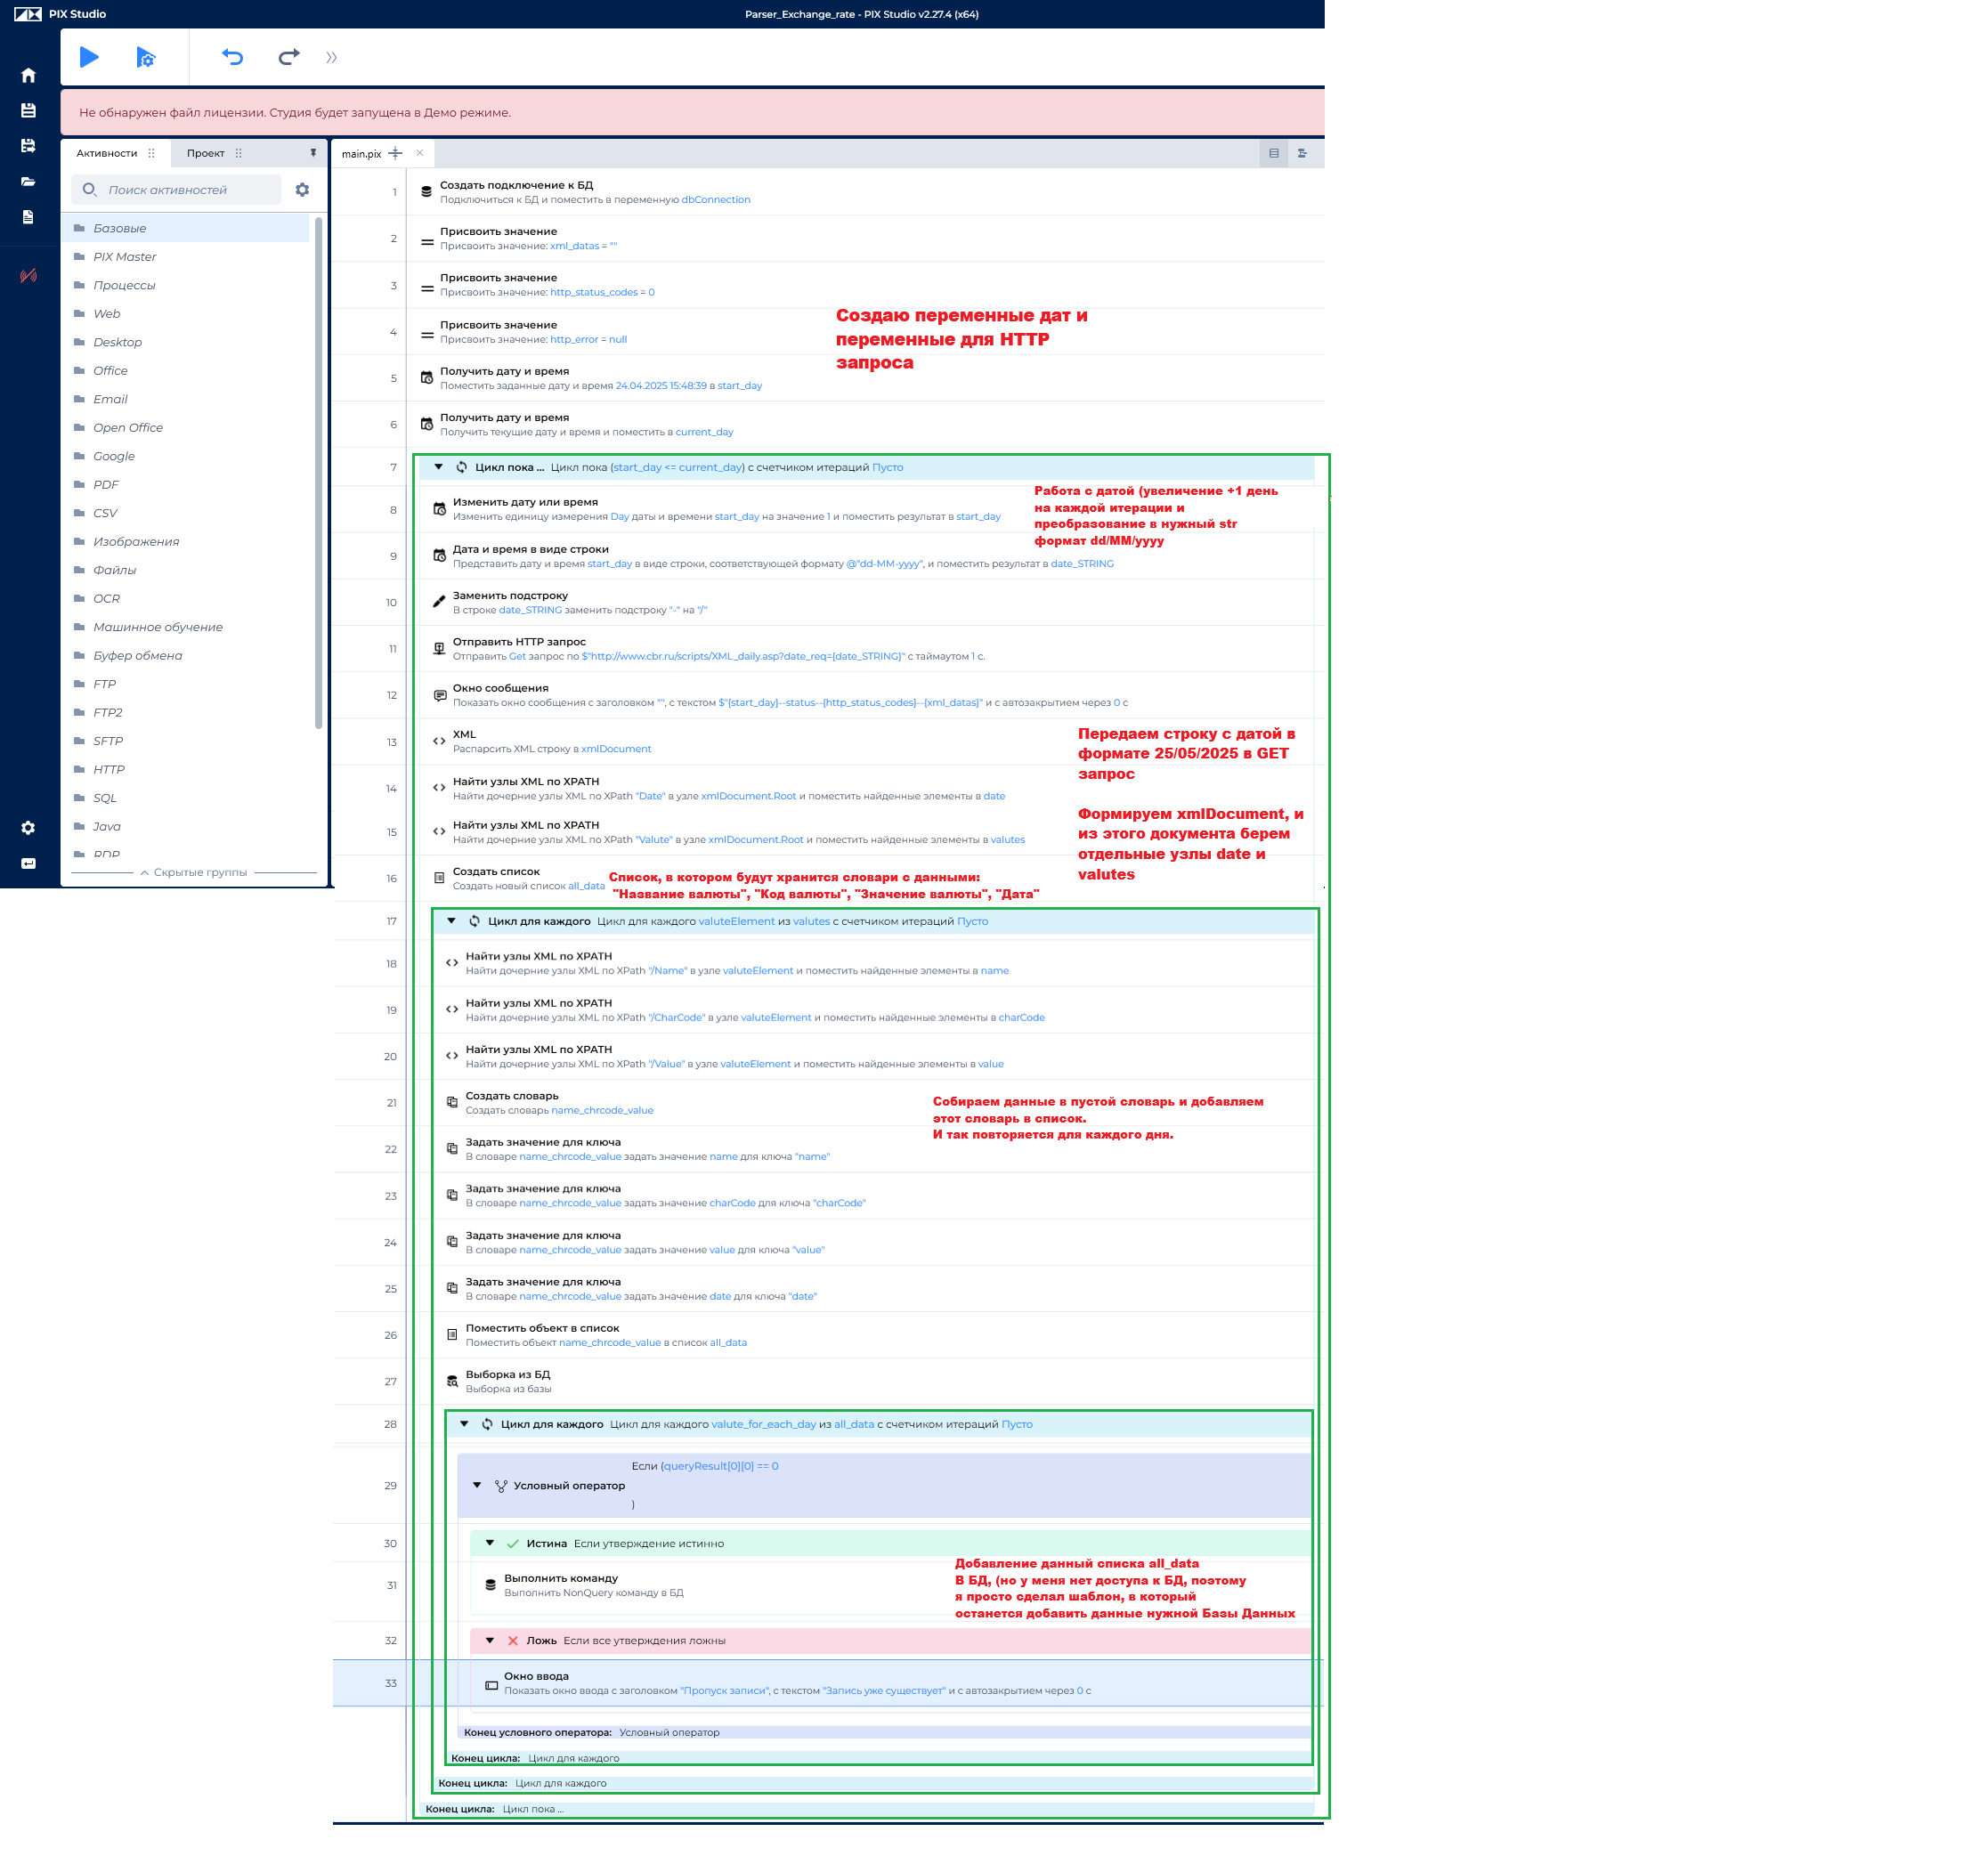 PIX Studio
Parser_Exchange_rate - PIX Studio v2.27.4 (x64)
Не обнаружен файл лицензии. Студия будет запущена в Демо режиме.
Активности
Проект
main.pix
Поиск активностей
Базовые
PIX Master
Процессы
Web
Desktop
Office
Email
Open Office
Google
PDF
CSV
Изображения
Файлы
OCR
Машинное обучение
Буфер обмена
FTP
FTP2
SFTP
HTTP
SQL
Java
RDP
Скрытые группы
1
Создать подключение к БД
Подключиться к БД и поместить в переменную dbConnection
2
Присвоить значение
Присвоить значение: xml_datas = ""
3
Присвоить значение
Присвоить значение: http_status_codes = 0
4
Присвоить значение
Присвоить значение: http_error = null
Создаю переменные дат и
переменные для HTTP
запроса
5
Получить дату и время
Поместить заданные дату и время 24.04.2025 15:48:39 в start_day
6
Получить дату и время
Получить текущие дату и время и поместить в current_day
7
Цикл пока ... Цикл пока (start_day <= current_day) с счетчиком итераций Пусто
8
Изменить дату или время
Изменить единицу измерения Day даты и времени start_day на значение 1 и поместить результат в start_day
Работа с датой (увеличение +1 день
на каждой итерации и
преобразование в нужный str
формат dd/MM/yyyy
9
Дата и время в виде строки
Представить дату и время start_day в виде строки, соответствующей формату @"dd-MM-yyyy", и поместить результат в date_STRING
10
Заменить подстроку
В строке date_STRING заменить подстроку "-" на "/"
11
Отправить HTTP запрос
Отправить Get запрос по $"http://www.cbr.ru/scripts/XML_daily.asp?date_req={date_STRING}" с таймаутом 1 с.
12
Окно сообщения
Показать окно сообщения с заголовком "", с текстом $"{start_day}--status--{http_status_codes}--{xml_datas}" и с автозакрытием через 0 с
13
XML
Распарсить XML строку в xmlDocument
Передаем строку с датой в
формате 25/05/2025 в GET
запрос
14
Найти узлы XML по XPATH
Найти дочерние узлы XML по XPath "Date" в узле xmlDocument.Root и поместить найденные элементы в date
15
Найти узлы XML по XPATH
Найти дочерние узлы XML по XPath "Valute" в узле xmlDocument.Root и поместить найденные элементы в valutes
Формируем xmlDocument, и
из этого документа берем
отдельные узлы date и
valutes
16
Создать список
Создать новый список all_data
Список, в котором будут хранится словари с данными:
"Название валюты", "Код валюты", "Значение валюты", "Дата"
17
Цикл для каждого Цикл для каждого valuteElement из valutes с счетчиком итераций Пусто
18
Найти узлы XML по XPATH
Найти дочерние узлы XML по XPath "/Name" в узле valuteElement и поместить найденные элементы в name
19
Найти узлы XML по XPATH
Найти дочерние узлы XML по XPath "/CharCode" в узле valuteElement и поместить найденные элементы в charCode
20
Найти узлы XML по XPATH
Найти дочерние узлы XML по XPath "/Value" в узле valuteElement и поместить найденные элементы в value
21
Создать словарь
Создать словарь name_chrcode_value
Собираем данные в пустой словарь и добавляем
этот словарь в список.
И так повторяется для каждого дня.
22
Задать значение для ключа
В словаре name_chrcode_value задать значение name для ключа "name"
23
Задать значение для ключа
В словаре name_chrcode_value задать значение charCode для ключа "charCode"
24
Задать значение для ключа
В словаре name_chrcode_value задать значение value для ключа "value"
25
Задать значение для ключа
В словаре name_chrcode_value задать значение date для ключа "date"
26
Поместить объект в список
Поместить объект name_chrcode_value в список all_data
27
Выборка из БД
Выборка из базы
28
Цикл для каждого Цикл для каждого valute_for_each_day из all_data с счетчиком итераций Пусто
29
Условный оператор
Если (queryResult[0][0] == 0
)
30
Истина Если утверждение истинно
31
Выполнить команду
Выполнить NonQuery команду в БД
Добавление данный списка all_data
В БД, (но у меня нет доступа к БД, поэтому
я просто сделал шаблон, в который
останется добавить данные нужной Базы Данных
32
Ложь Если все утверждения ложны
33
Окно ввода
Показать окно ввода с заголовком "Пропуск записи", с текстом "Запись уже существует" и с автозакрытием через 0 с
Конец условного оператора: Условный оператор
Конец цикла: Цикл для каждого
Конец цикла: Цикл для каждого
Конец цикла: Цикл пока ...